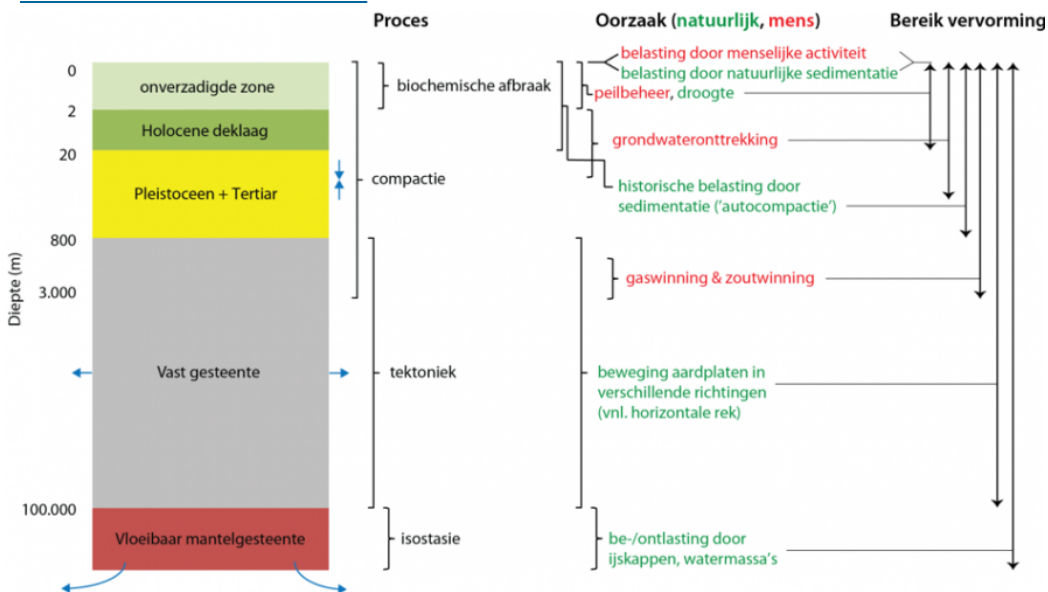 Proces
Oorzaak (natuurlijk, mens)
Bereik vervorming
Diepte (m)
0
2
20
800
3.000
100.000
onverzadigde zone
Holocene deklaag
Pleistoceen + Tertiar
Vast gesteente
Vloeibaar mantelgesteente
biochemische afbraak
compactie
tektoniek
isostasie
belasting door menselijke activiteit
belasting door natuurlijke sedimentatie
peilbeheer, droogte
grondwateronttrekking
historische belasting door
sedimentatie ('autocompactie')
gaswinning & zoutwinning
beweging aardplaten in
verschillende richtingen
(vnl. horizontale rek)
be-/ontlasting door
ijskappen, watermassa's